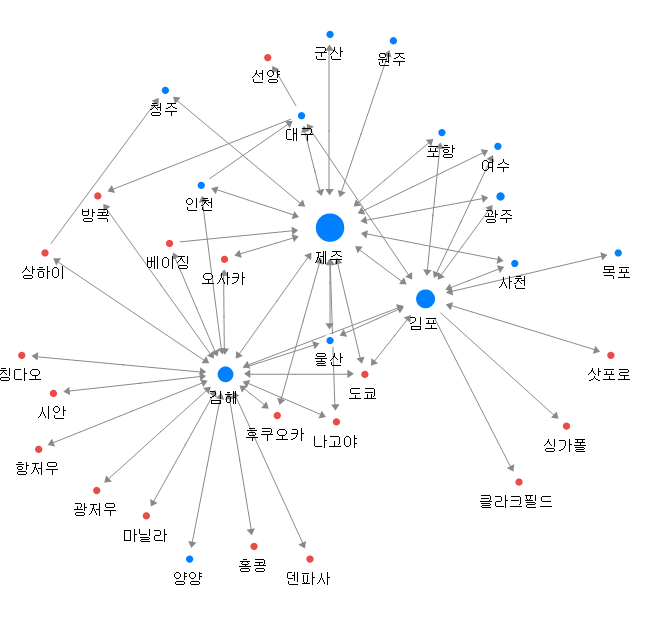 군산
원주
선양
청주
대구
포항
여수
인천
방콕
광주
제주
베이징
상하이
오사카
사천
목포
김포
울산
칭다오
도쿄
삿포로
김해
시안
후쿠오카
나고야
싱가폴
항저우
클라크필드
광저우
마닐라
양양
홍콩
덴파사